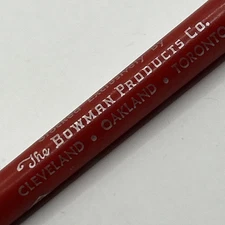 The BOWMAN PRODUCTS CO.
CLEVELAND • OAKLAND • TORONTO